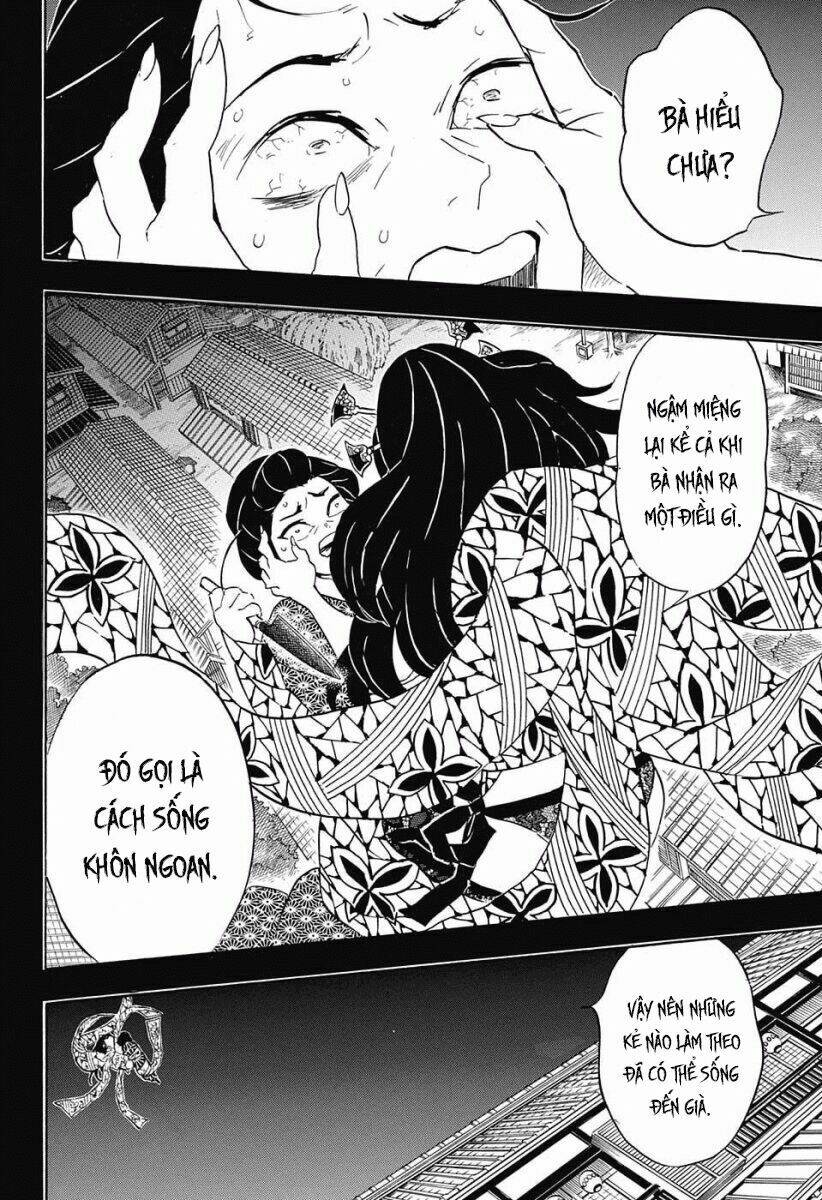 BÀ HIỂU
CHƯA?
NGẬM MIỆNG
LẠI KỂ CẢ KHI
BÀ NHẬN RA
MỘT ĐIỀU GÌ.
ĐÓ GỌI LÀ
CÁCH SỐNG
KHÔN NGOAN.
VẬY NÊN NHỮNG
KẺ NÀO LÀM THEO
ĐÃ CÓ THỂ SỐNG
ĐẾN GIÀ.